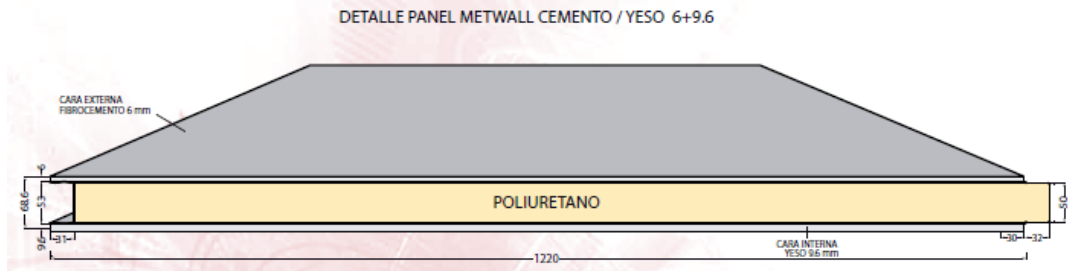 DETALLE PANEL METWALL CEMENTO / YESO 6+9.6
CARA EXTERNA
FIBROCEMENTO 6 mm
6
68.6
53
POLIURETANO
50
9.6
31
30
32
CARA INTERNA
YESO 9.6 mm
1220